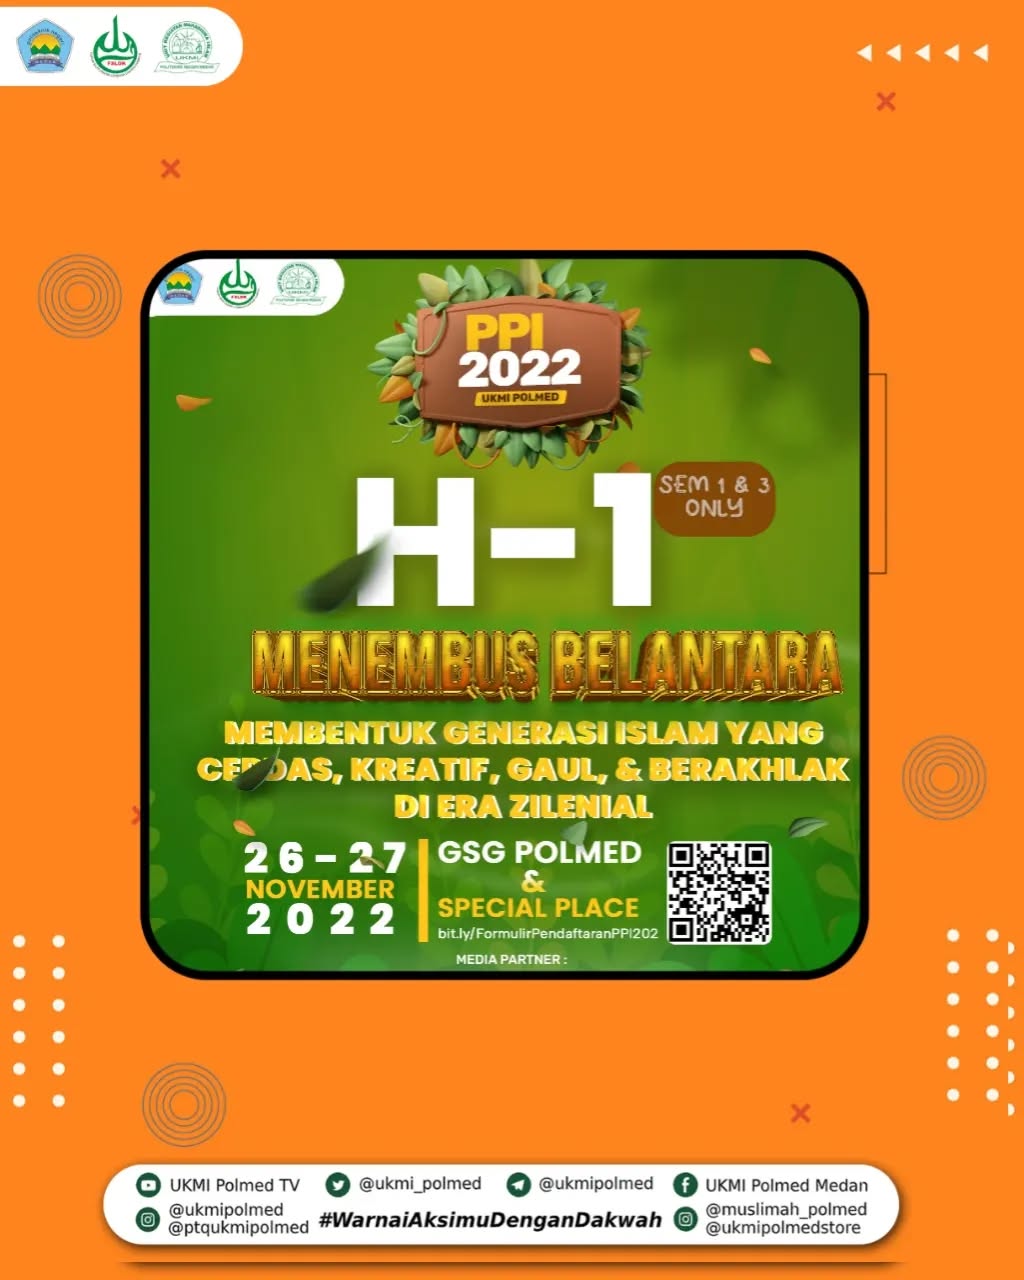 FALDK
UKMI
PPI
2022
UKMI POLMED
H-1
SEM 1 & 3
ONLY
MENEMBUS BELANTARA
MEMBENTUK GENERASI ISLAM YANG
CERDAS, KREATIF, GAUL, & BERAKHLAK
DI ERA ZILENIAL
26-27
NOVEMBER
2022
GSG POLMED
&
SPECIAL PLACE
bit.ly/FormulirPendaftaranPPI202
MEDIA PARTNER :
UKMI Polmed TV
@ukmi_polmed
@ukmipolmed
UKMI Polmed Medan
@ukmipolmed
@ptqukmipolmed
#WarnaiAksimuDenganDakwah
@muslimah_polmed
@ukmipolmedstore